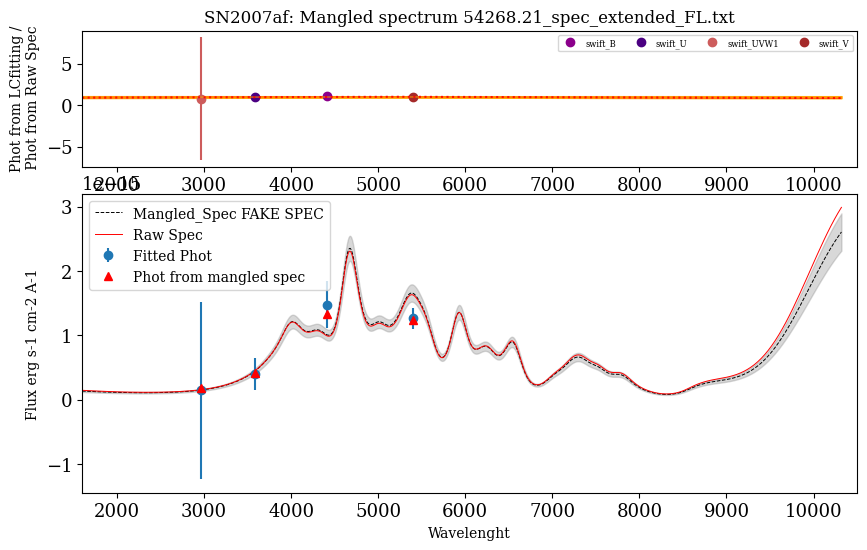 SN2007af: Mangled spectrum 54268.21_spec_extended_FL.txt
Phot from LCfitting /
Phot from Raw Spec
5
0
−5
swift_B
swift_U
swift_UVW1
swift_V
2000 3000 4000 5000 6000 7000 8000 9000 10000
1e−15
Flux erg s-1 cm-2 A-1
3
2
1
0
−1
Mangled_Spec FAKE SPEC
Raw Spec
Fitted Phot
Phot from mangled spec
2000 3000 4000 5000 6000 7000 8000 9000 10000
Wavelenght